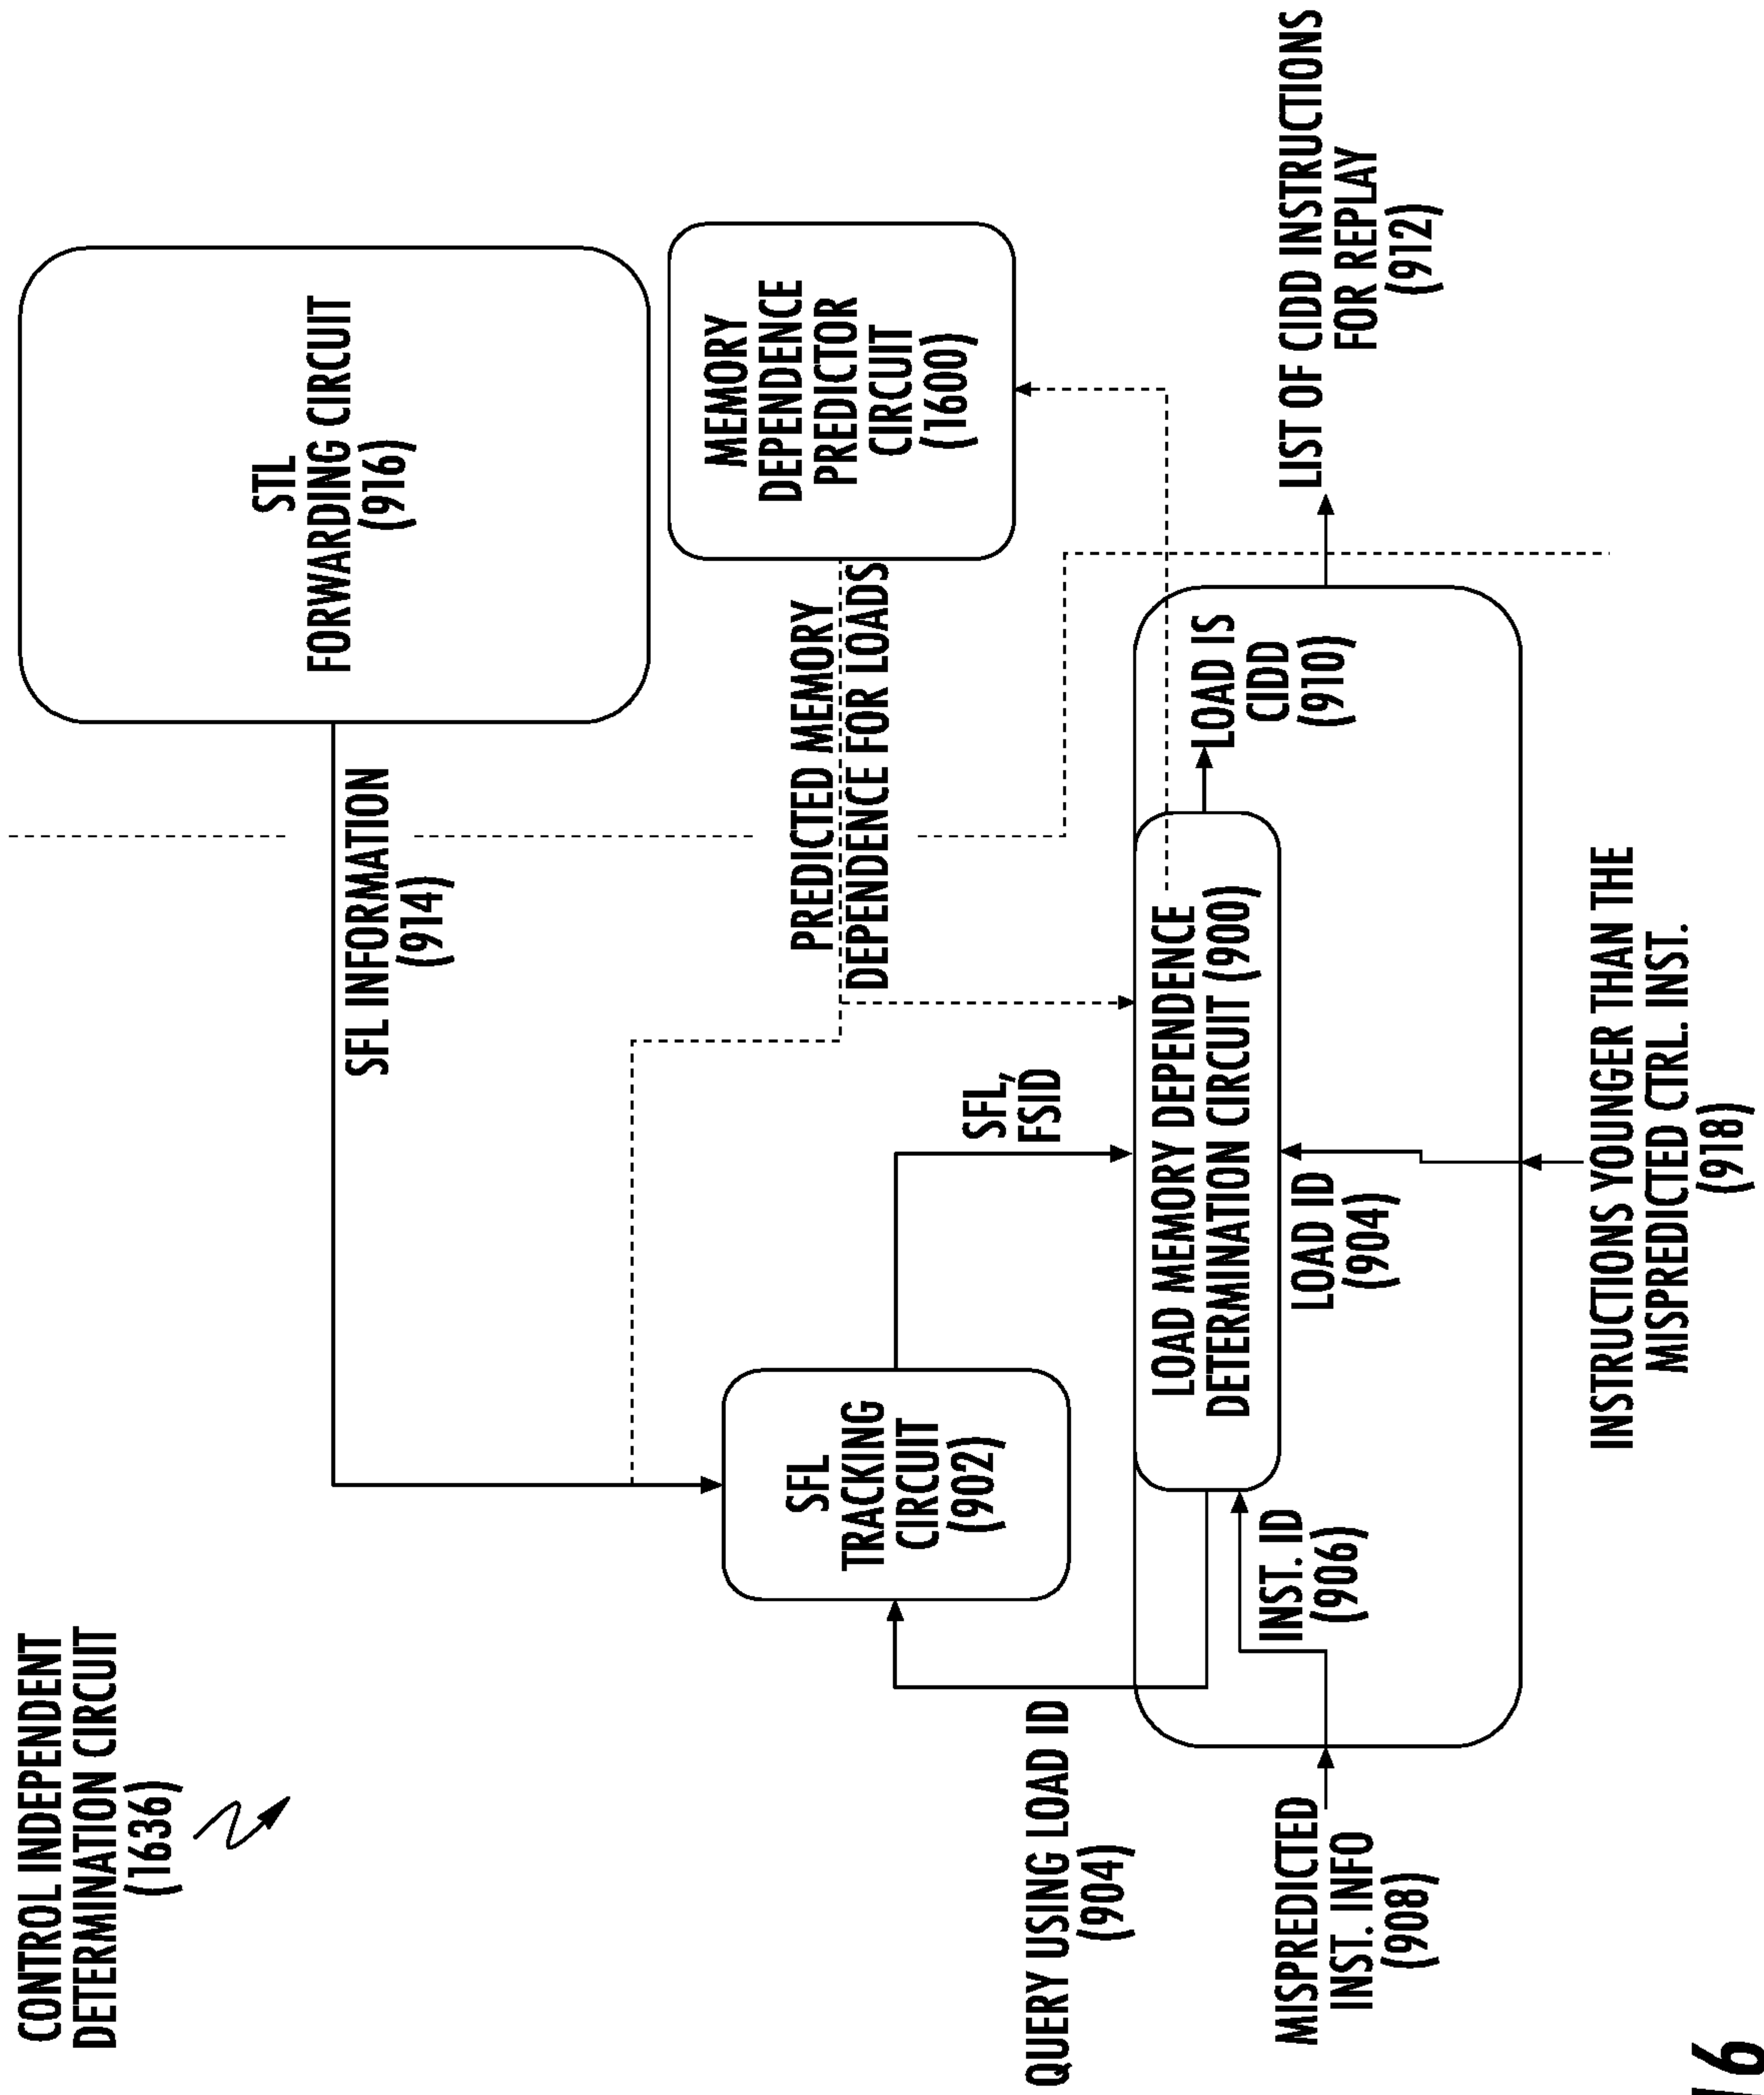 CONTROL INDEPENDENT
DETERMINATION CIRCUIT
(1636)
STL
FORWARDING CIRCUIT
(916)
SFL INFORMATION
(914)
MEMORY
DEPENDENCE
PREDICTOR
CIRCUIT
(1600)
PREDICTED MEMORY
DEPENDENCE FOR LOADS
SFL
TRACKING
CIRCUIT
(902)
SFL,
FSID
QUERY USING LOAD ID
(904)
LOAD MEMORY DEPENDENCE
DETERMINATION CIRCUIT (900)
LOAD IS
CIDD
(910)
LIST OF CIDD INSTRUCTIONS
FOR REPLAY
(912)
MISPREDICTED
INST. INFO
(908)
INST. ID
(906)
LOAD ID
(904)
INSTRUCTIONS YOUNGER THAN THE
MISPREDICTED CTRL. INST.
(918)
16